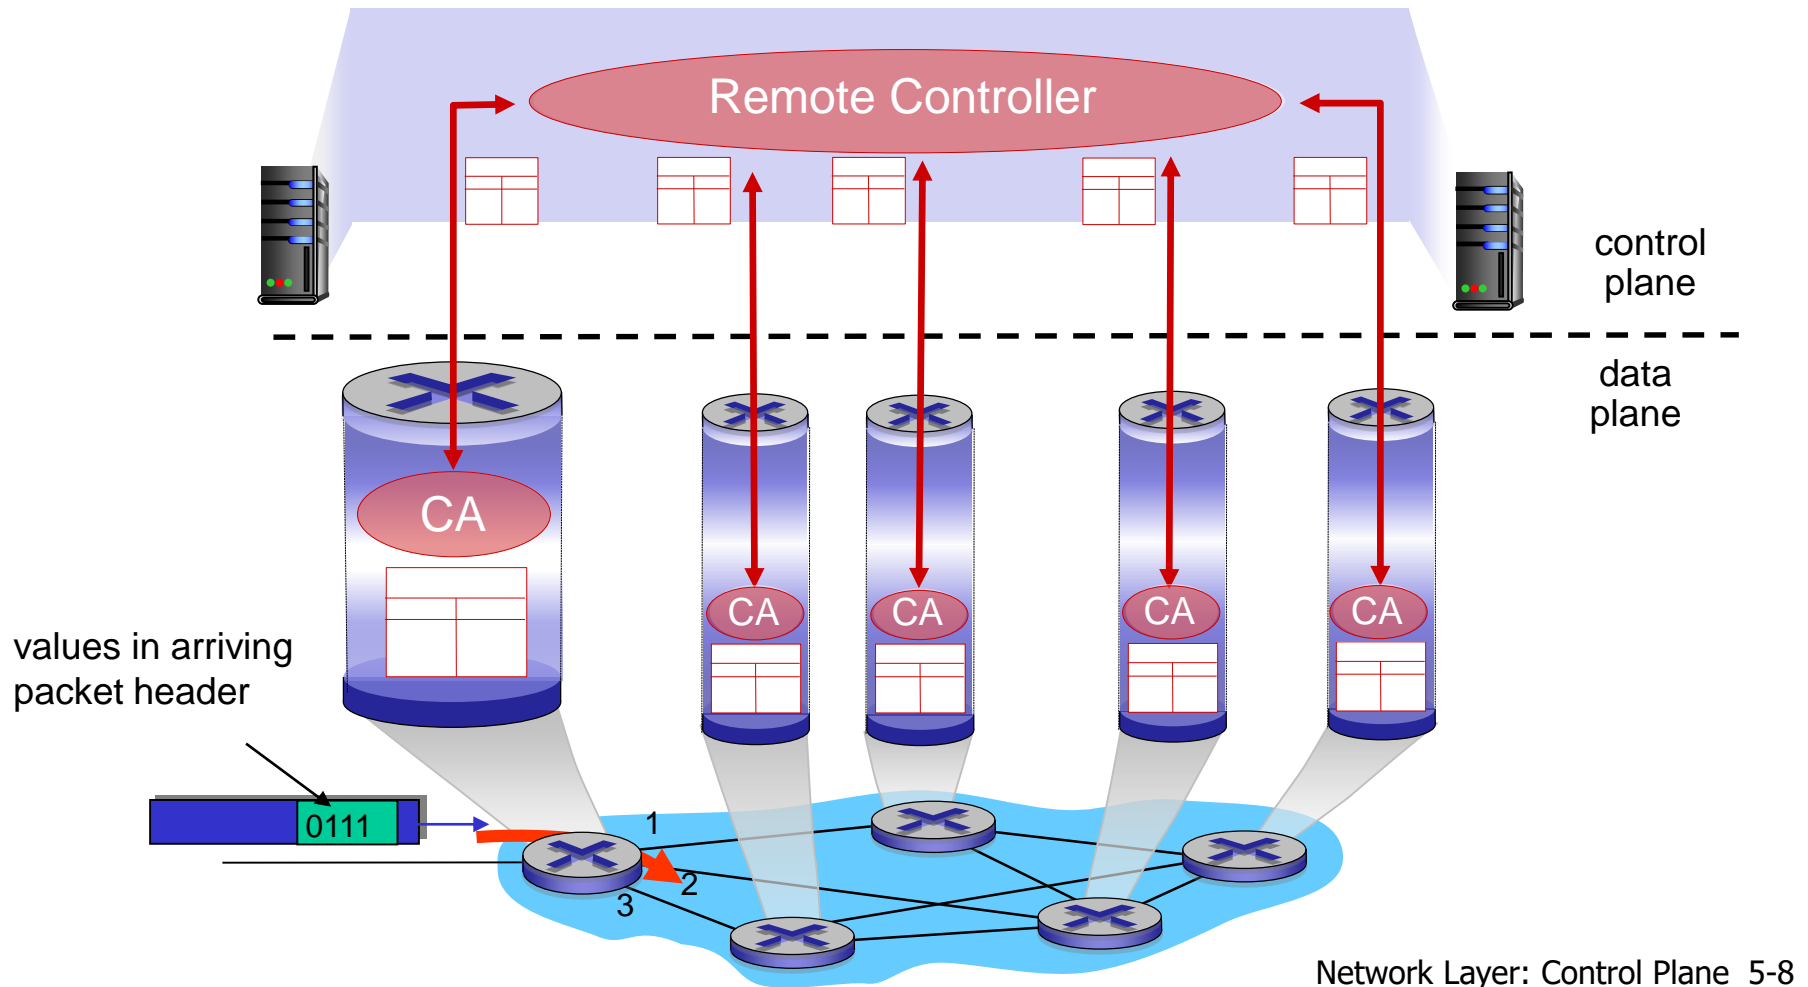 Remote Controller
control
plane
data
plane
CA
CA
CA
CA
CA
values in arriving
packet header
0111
1
2
3
Network Layer: Control Plane 5-8